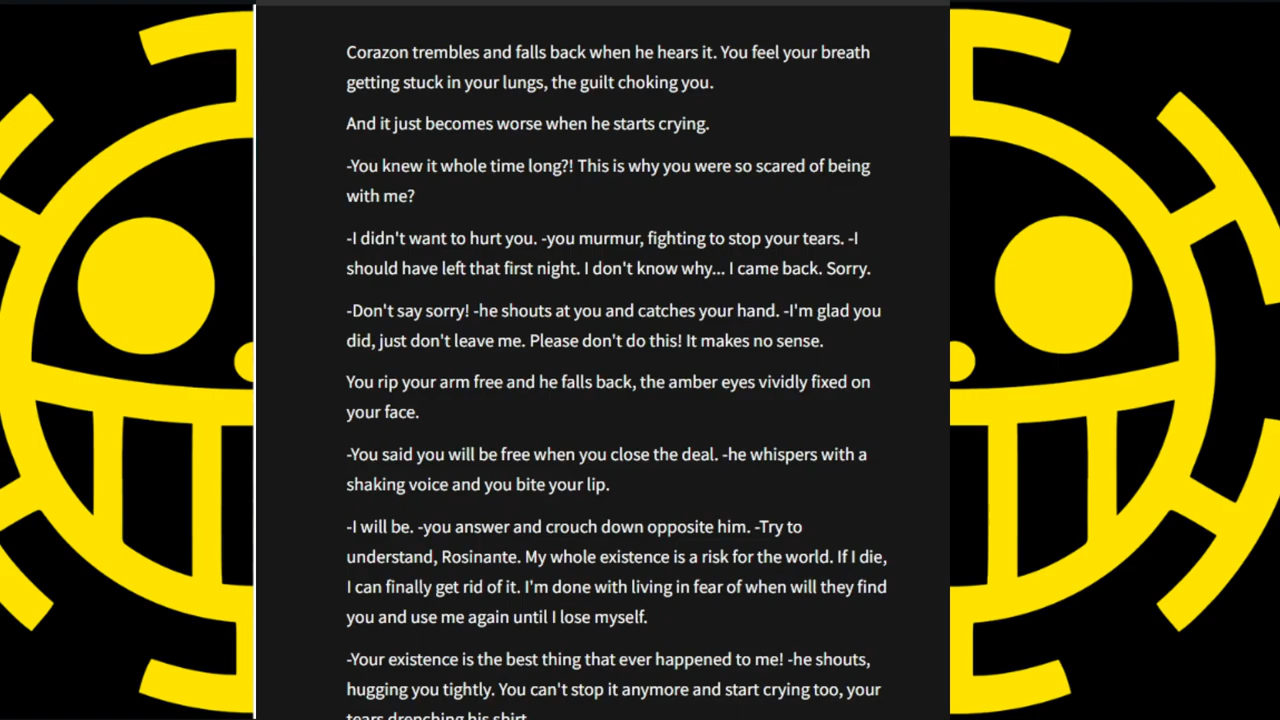 Corazon trembles and falls back when he hears it. You feel your breath
getting stuck in your lungs, the guilt choking you.
And it just becomes worse when he starts crying.
-You knew it whole time long?! This is why you were so scared of being
with me?
-I didn't want to hurt you. -you murmur, fighting to stop your tears. -I
should have left that first night. I don't know why... I came back. Sorry.
-Don't say sorry! -he shouts at you and catches your hand. -I'm glad you
did, just don't leave me. Please don't do this! It makes no sense.
You rip your arm free and he falls back, the amber eyes vividly fixed on
your face.
-You said you will be free when you close the deal. -he whispers with a
shaking voice and you bite your lip.
-I will be. -you answer and crouch down opposite him. -Try to
understand, Rosinante. My whole existence is a risk for the world. If I die,
I can finally get rid of it. I'm done with living in fear of when will they find
you and use me again until I lose myself.
-Your existence is the best thing that ever happened to me! -he shouts,
hugging you tightly. You can't stop it anymore and start crying too, your
tears drenching his shirt